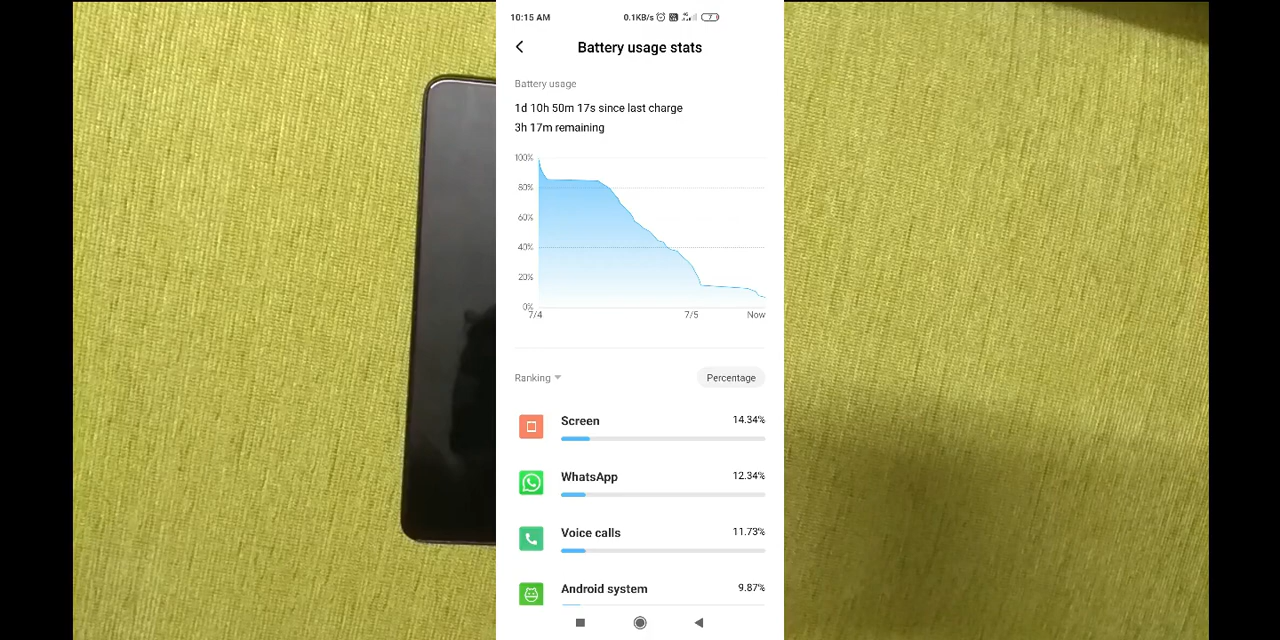 10:15 AM 0.1KB/s 4G 7
Battery usage stats
Battery usage
1d 10h 50m 17s since last charge
3h 17m remaining
100%
80%
60%
40%
20%
0%
7/4 7/5 Now
Ranking Percentage
Screen 14.34%
WhatsApp 12.34%
Voice calls 11.73%
Android system 9.87%